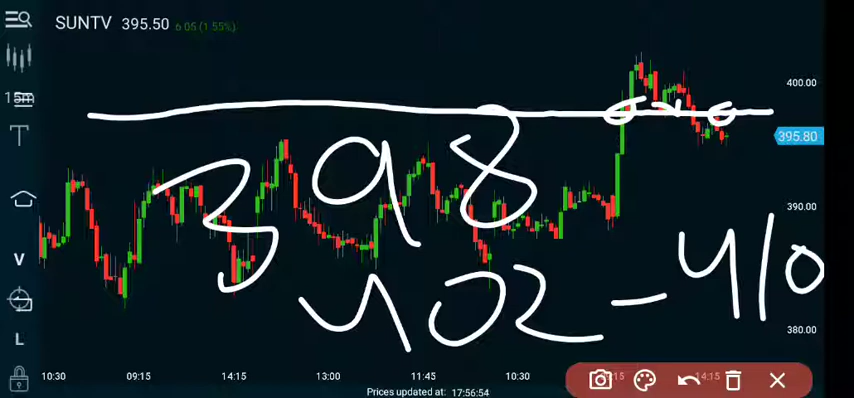 SUNTV 395.50 6.05 (1.55%)
15m
400.00
395.80
398
390.00
402-410
T
V
L
380.00
10:30 09:15 14:15 13:00 11:45 10:30 14:15
Prices updated at: 17:56:54